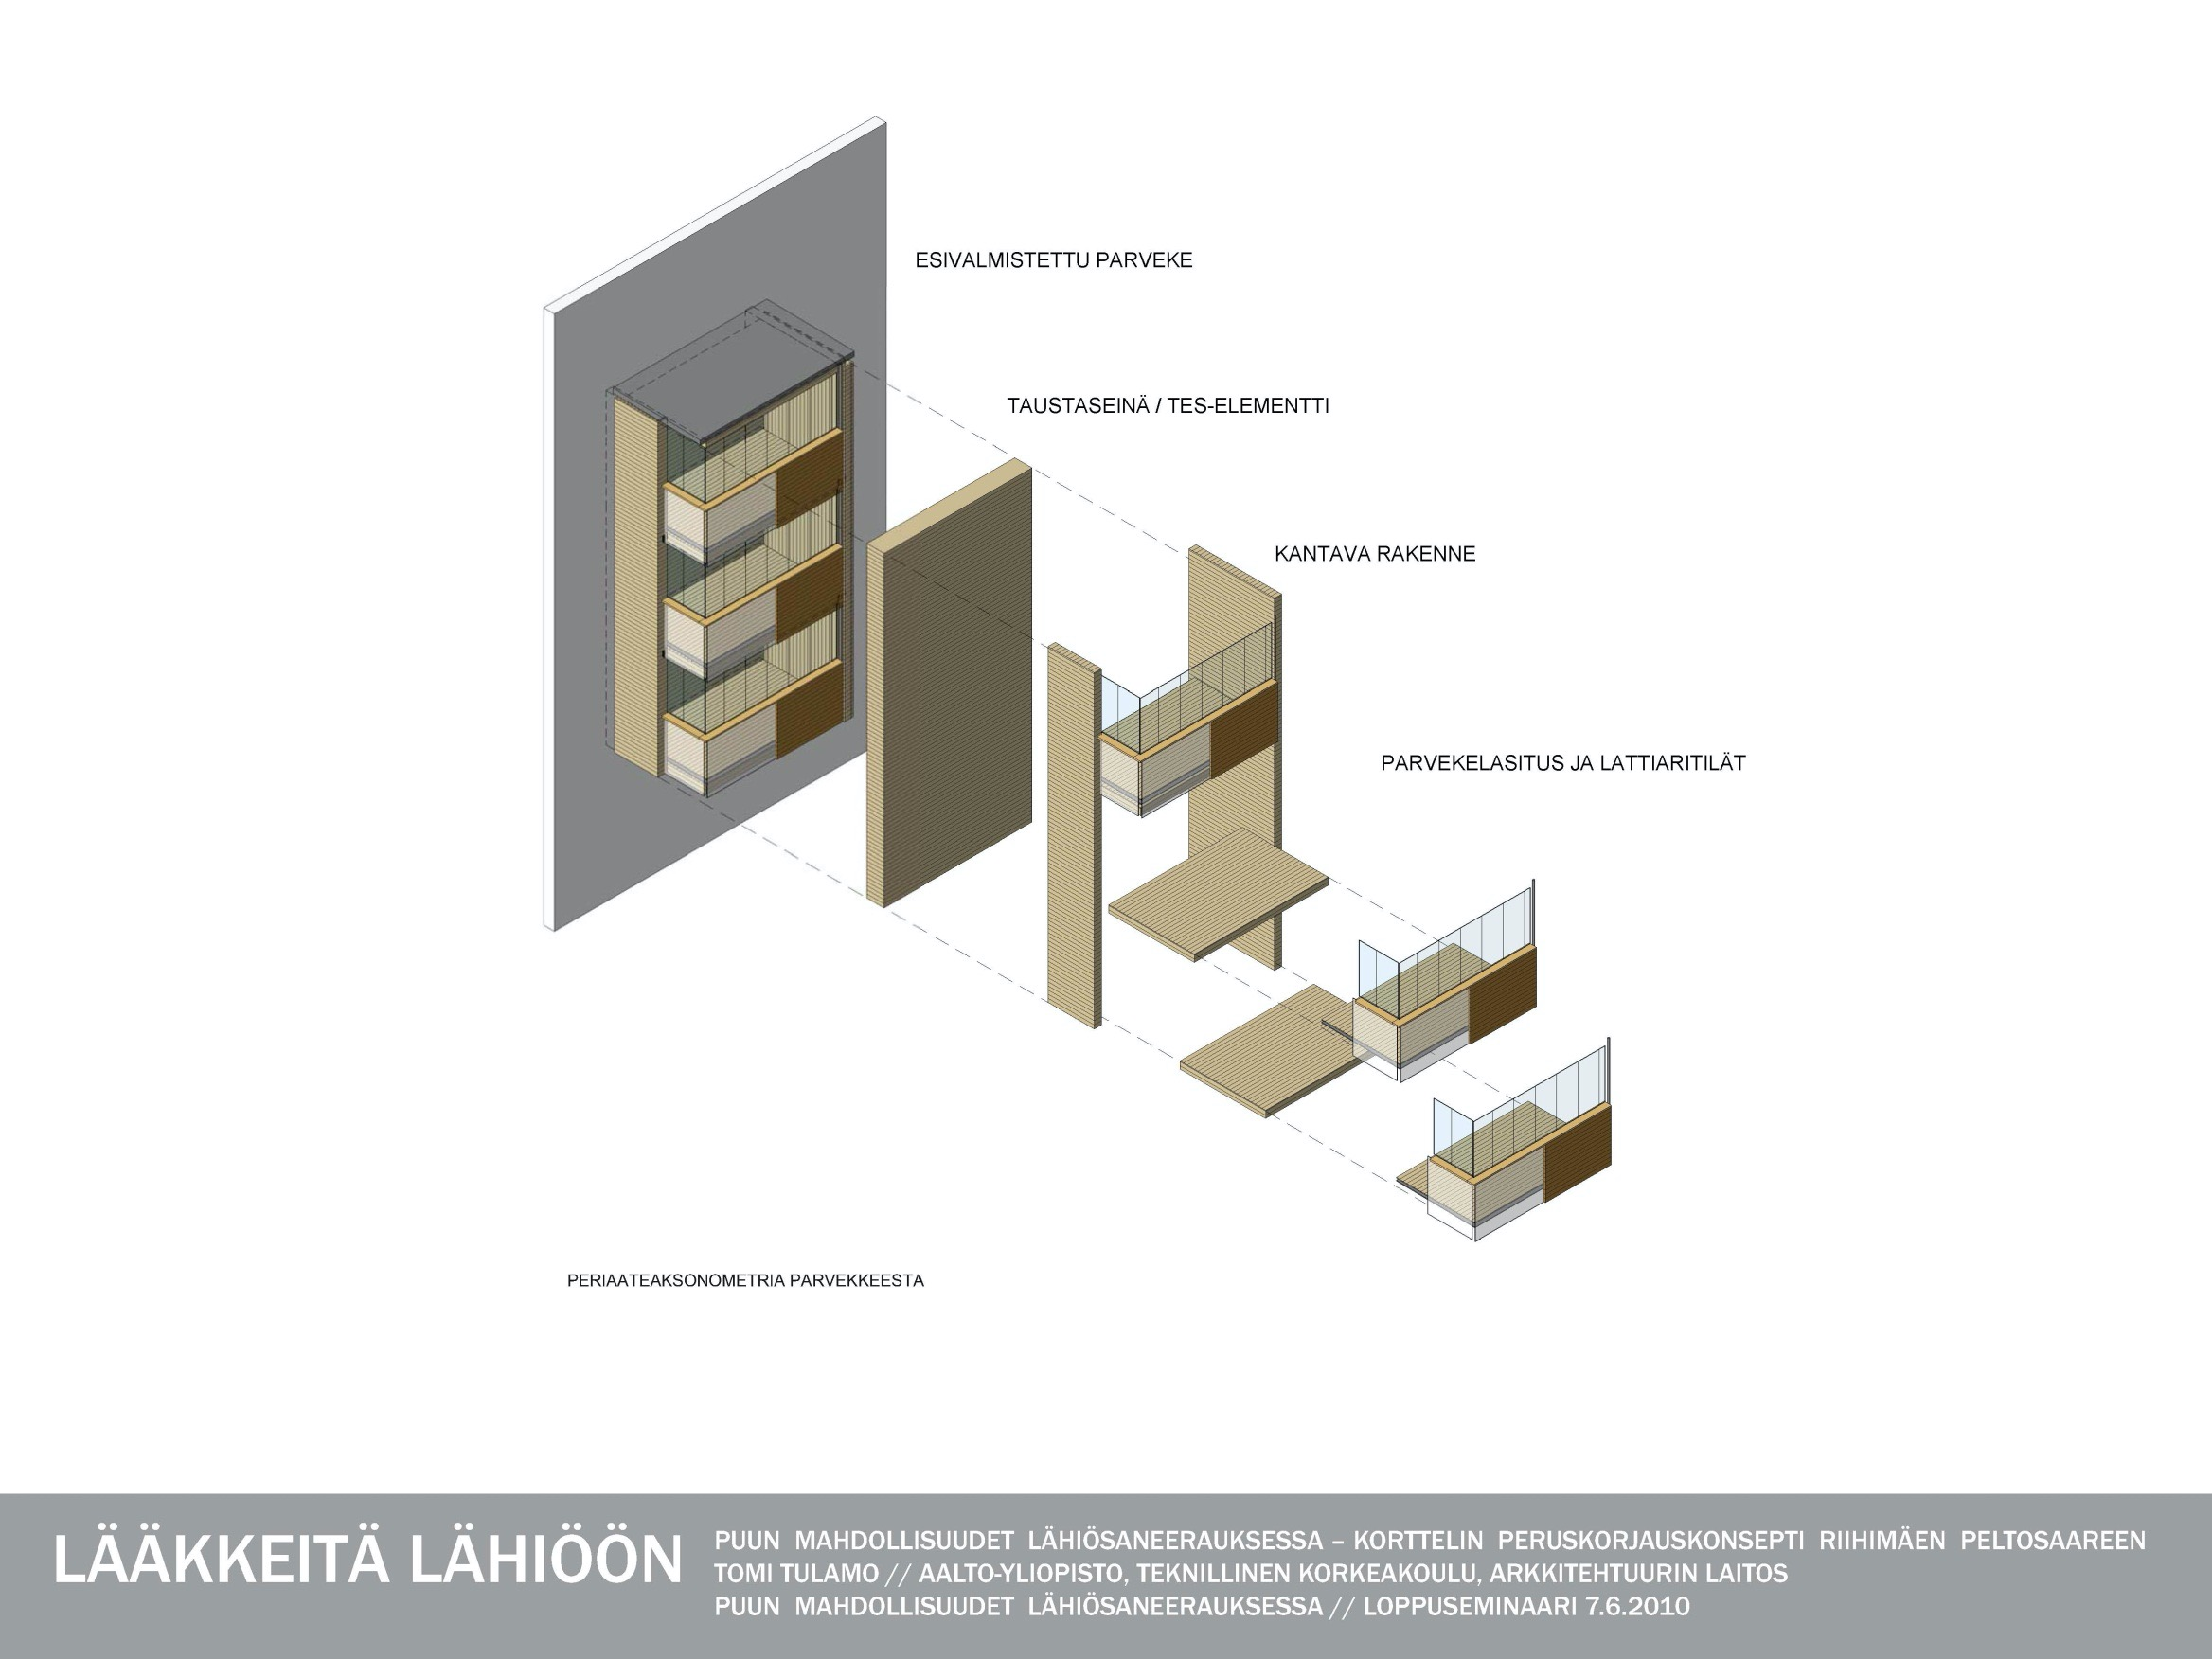 ESIVALMISTETTU PARVEKE
TAUSTASEINÄ / TES-ELEMENTTI
KANTAVA RAKENNE
PARVEKELASITUS JA LATTIARITILÄT
PERIAATEAKSONOMETRIA PARVEKKEESTA
LÄÄKKEITÄ LÄHIÖÖN
PUUN MAHDOLLISUUDET LÄHIÖSANEERAUKSESSA – KORTTELIN PERUSKORJAUSKONSEPTI RIIHIMÄEN PELTOSAAREEN
TOMI TULAMO // AALTO-YLIOPISTO, TEKNILLINEN KORKEAKOULU, ARKKITEHTUURIN LAITOS
PUUN MAHDOLLISUUDET LÄHIÖSANEERAUKSESSA // LOPPUSEMINAARI 7.6.2010